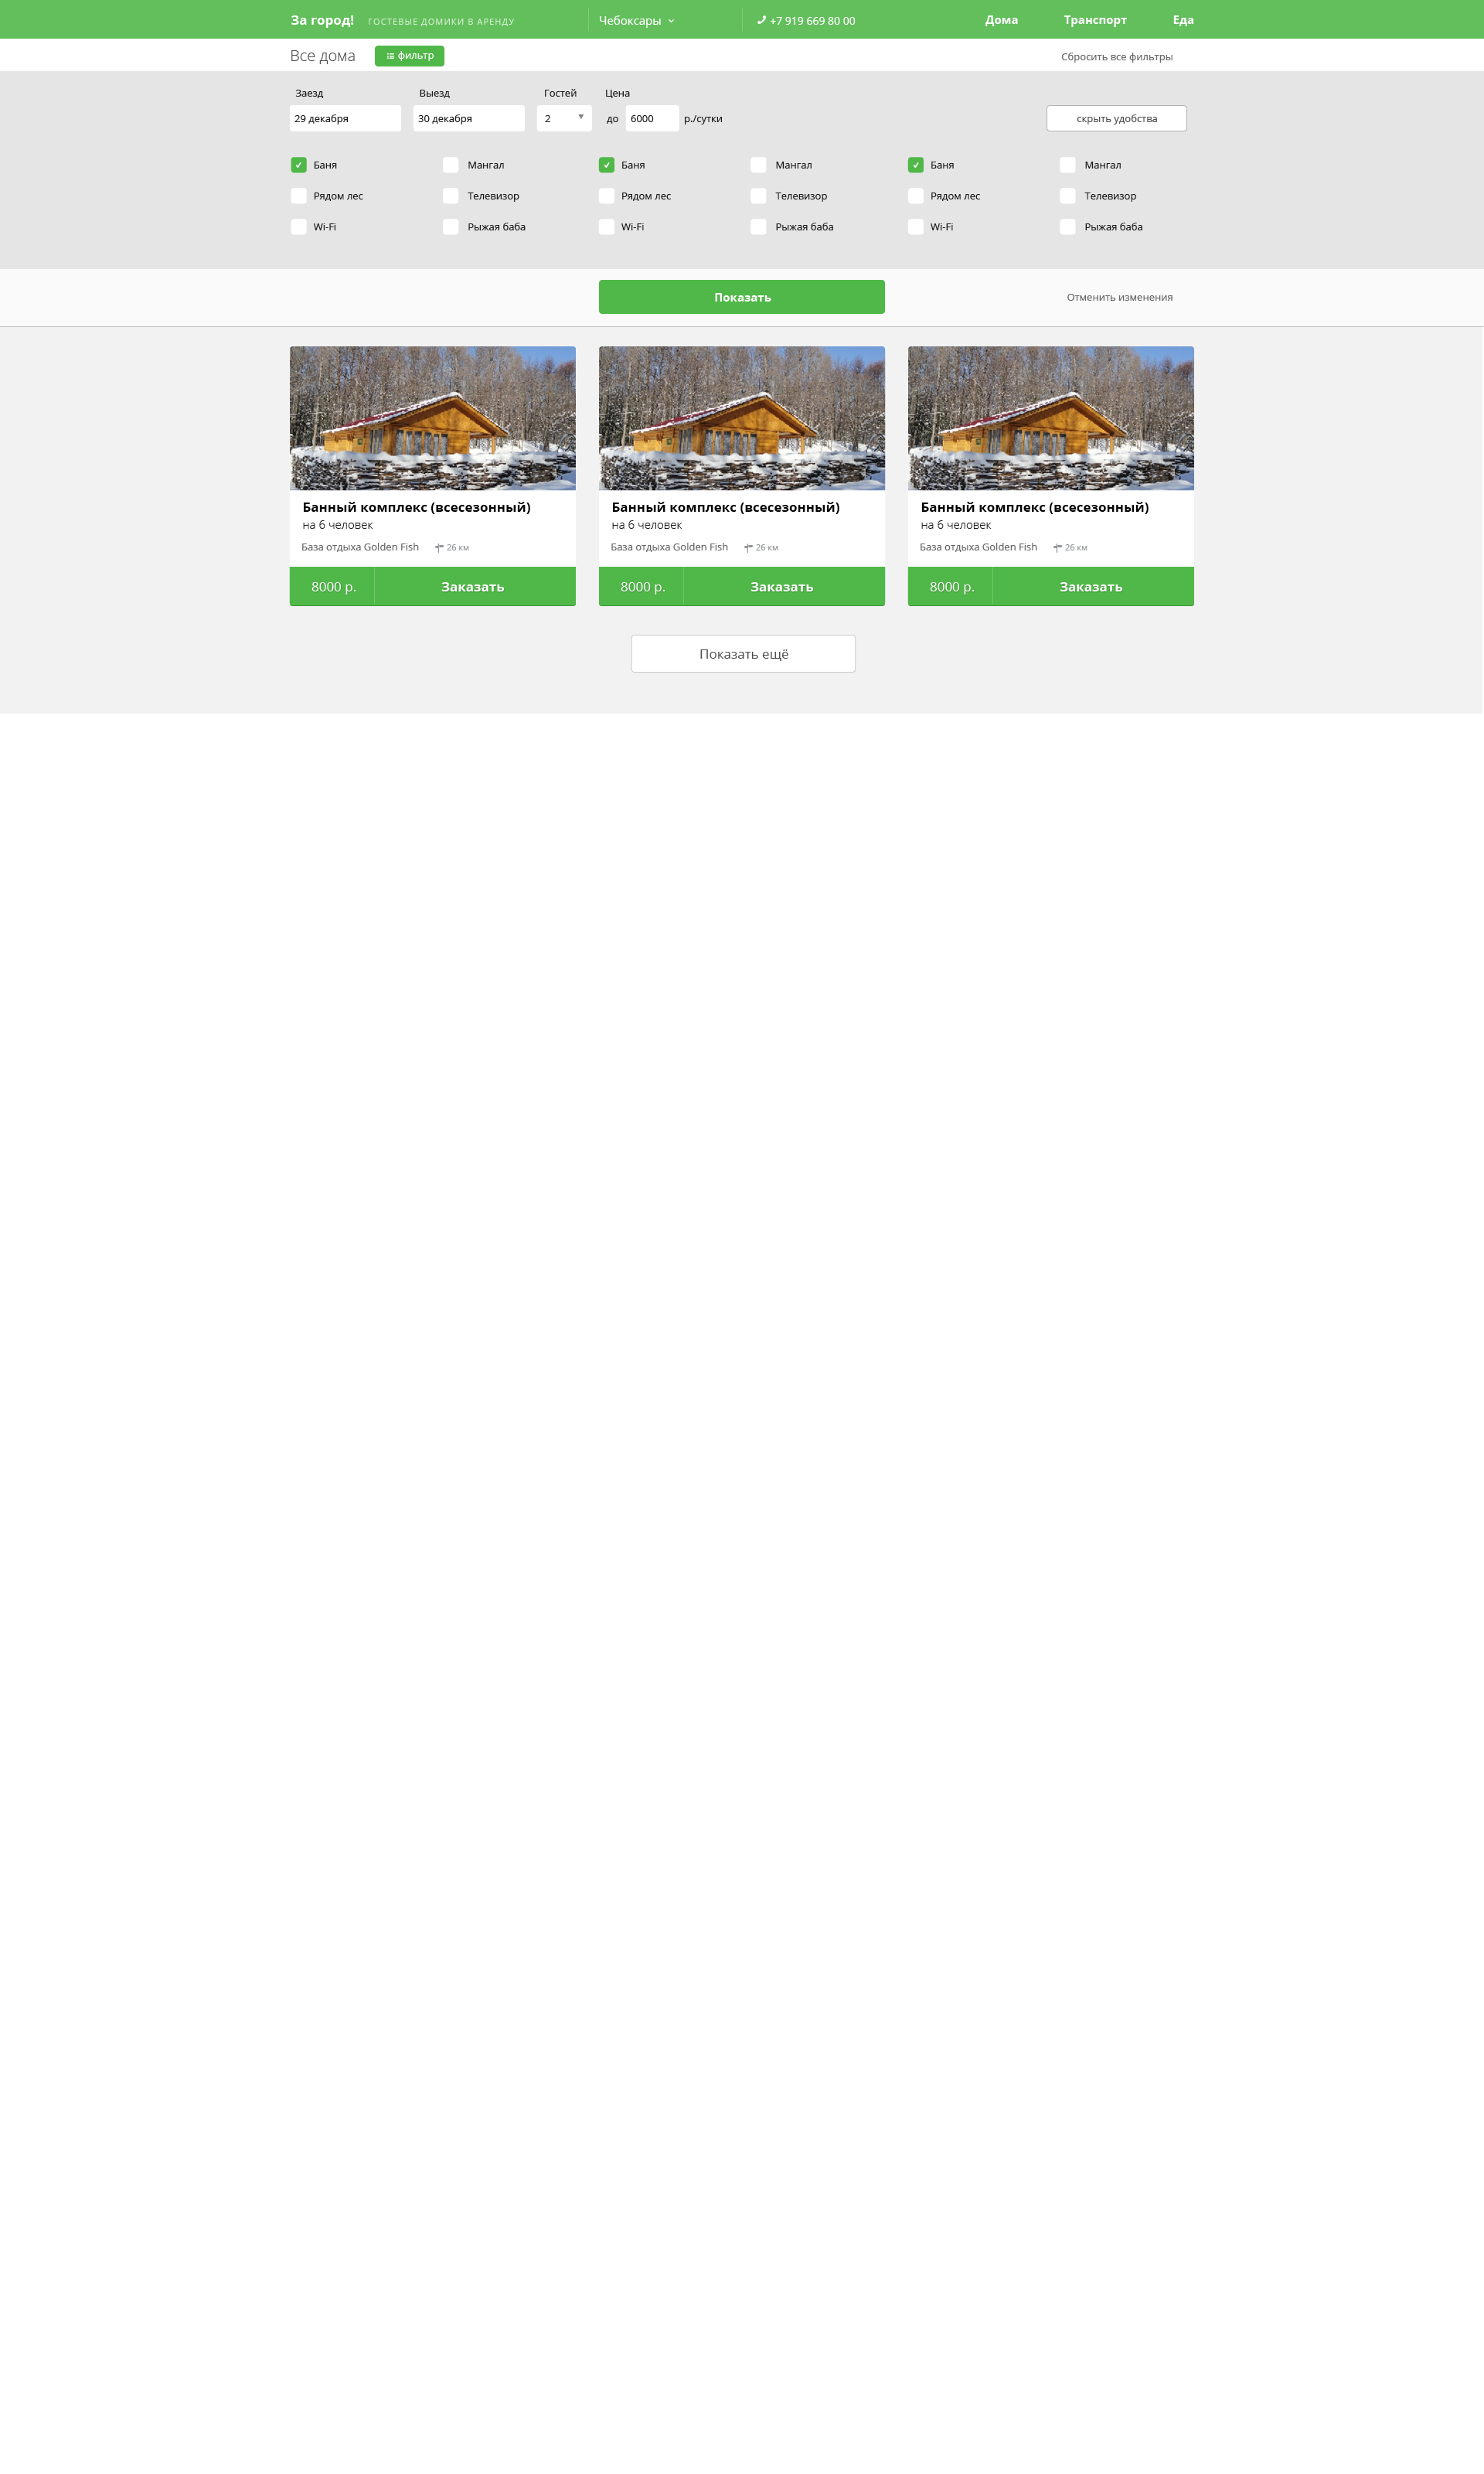 За город! ГОСТЕВЫЕ ДОМИКИ В АРЕНДУ Чебоксары +7 919 669 80 00 Дома Транспорт Еда
Все дома фильтр Сбросить все фильтры
Заезд Выезд Гостей Цена
29 декабря 30 декабря 2 до 6000 р./сутки скрыть удобства
Баня Мангал Баня Мангал Баня Мангал
Рядом лес Телевизор Рядом лес Телевизор Рядом лес Телевизор
Wi-Fi Рыжая баба Wi-Fi Рыжая баба Wi-Fi Рыжая баба
Показать Отменить изменения
Банный комплекс (всесезонный) Банный комплекс (всесезонный) Банный комплекс (всесезонный)
на 6 человек на 6 человек на 6 человек
База отдыха Golden Fish 26 км База отдыха Golden Fish 26 км База отдыха Golden Fish 26 км
8000 р. Заказать 8000 р. Заказать 8000 р. Заказать
Показать ещё